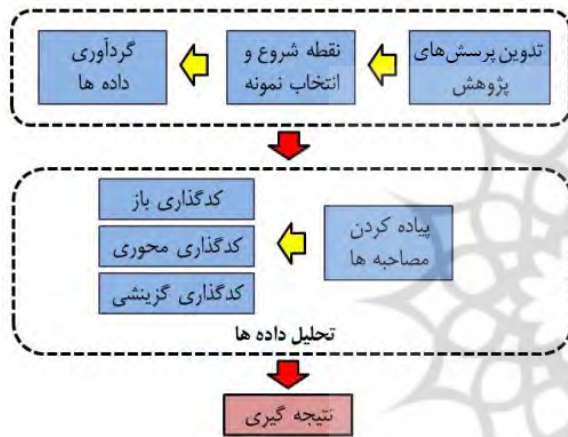 تدوین پرسش‌های
پژوهش
نقطه شروع و
انتخاب نمونه
گردآوری
داده ها
پیاده کردن
مصاحبه ها
کدگذاری باز
کدگذاری محوری
کدگذاری گزینشی
تحلیل داده ها
نتیجه گیری